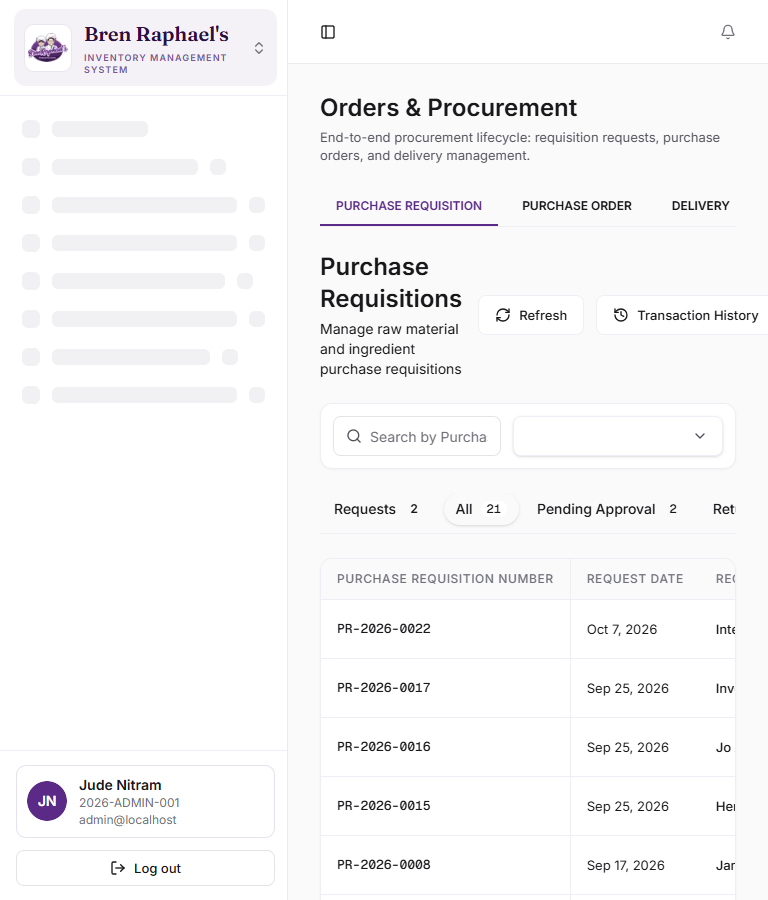 Bren Raphael's
INVENTORY MANAGEMENT
SYSTEM
Orders & Procurement
End-to-end procurement lifecycle: requisition requests, purchase
orders, and delivery management.
PURCHASE REQUISITION PURCHASE ORDER DELIVERY
Purchase
Requisitions
Manage raw material
and ingredient
purchase requisitions
Refresh Transaction History
Search by Purcha
Requests 2 All 21 Pending Approval 2
PURCHASE REQUISITION NUMBER REQUEST DATE
PR-2026-0022 Oct 7, 2026
PR-2026-0017 Sep 25, 2026
PR-2026-0016 Sep 25, 2026 Jo
PR-2026-0015 Sep 25, 2026
PR-2026-0008 Sep 17, 2026
JN
Jude Nitram
2026-ADMIN-001
admin@localhost
Log out